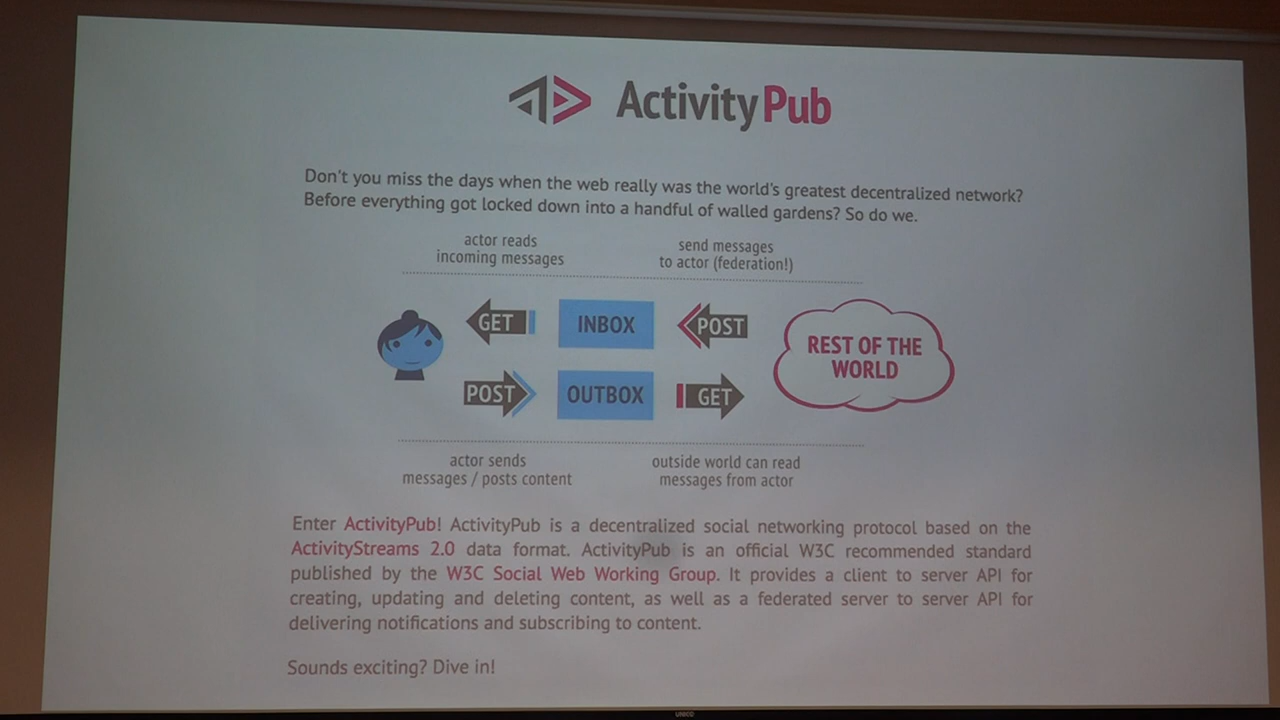 ActivityPub
Don't you miss the days when the web really was the world's greatest decentralized network?
Before everything got locked down into a handful of walled gardens? So do we.
actor reads
incoming messages
send messages
to actor (federation!)
GET
INBOX
POST
REST OF THE
WORLD
POST
OUTBOX
GET
actor sends
messages / posts content
outside world can read
messages from actor
Enter ActivityPub! ActivityPub is a decentralized social networking protocol based on the
ActivityStreams 2.0 data format. ActivityPub is an official W3C recommended standard
published by the W3C Social Web Working Group. It provides a client to server API for
creating, updating and deleting content, as well as a federated server to server API for
delivering notifications and subscribing to content.
Sounds exciting? Dive in!